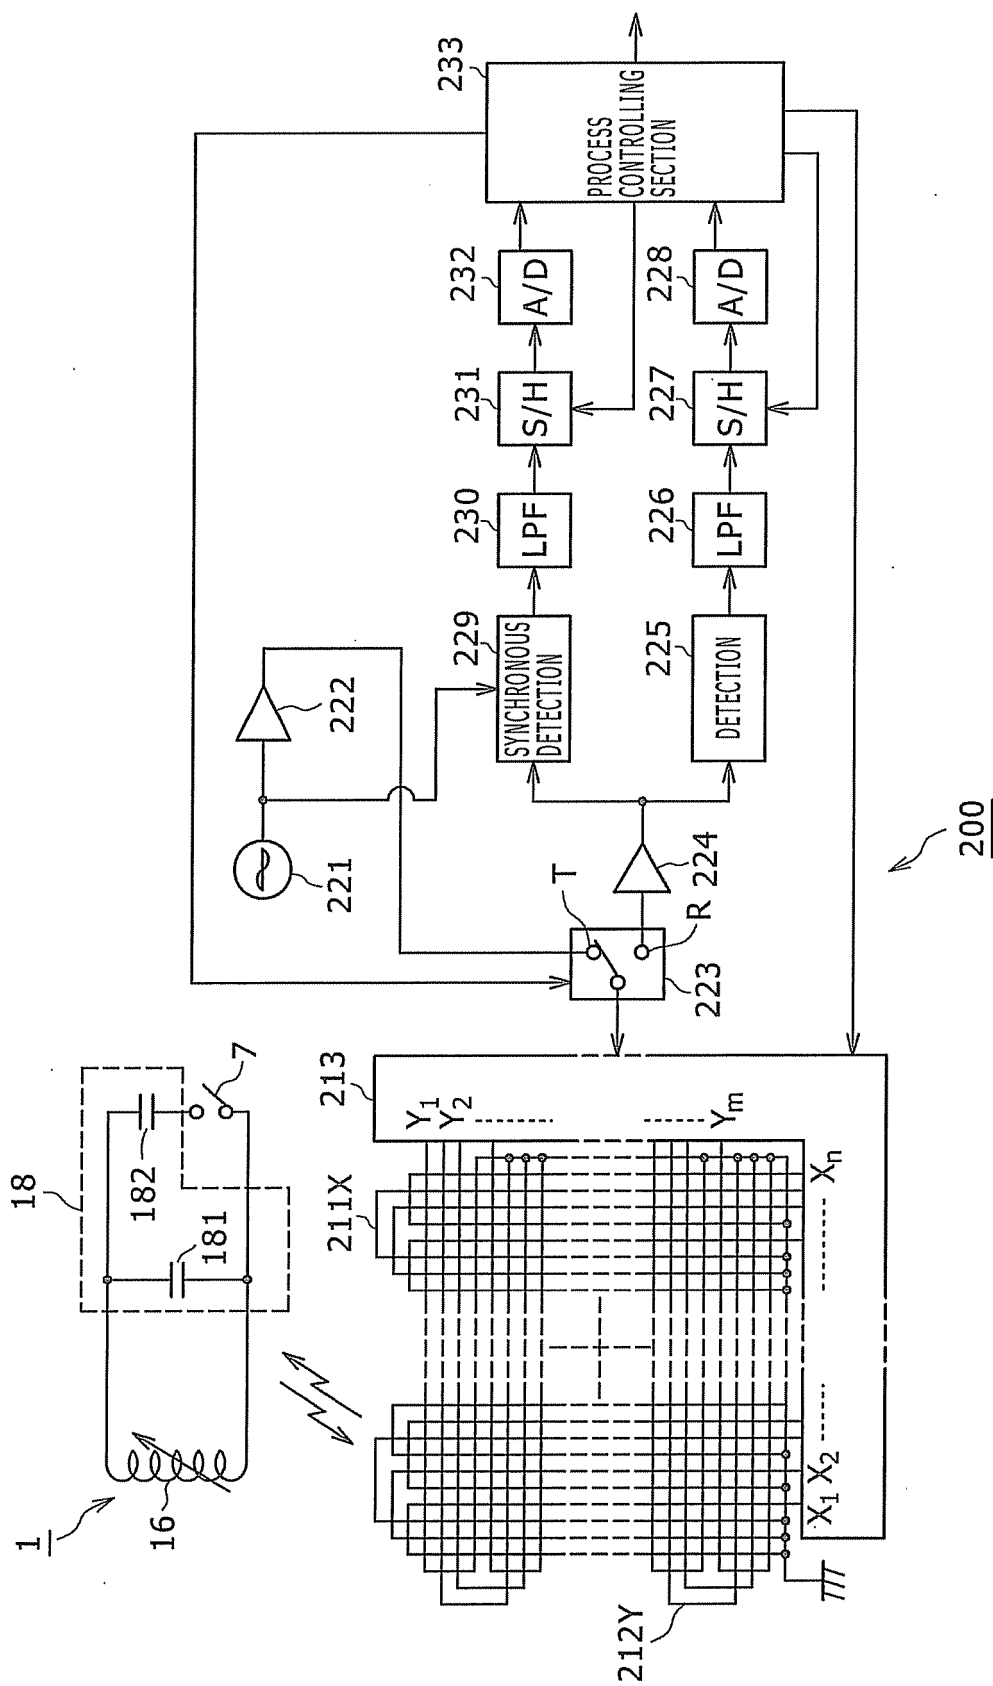 1
16
18
181
182
7
211X
212Y
213
Y1
Y2
Ym
X1
X2
Xn
221
222
223
T
R
224
SYNCHRONOUS
DETECTION
229
LPF
230
S/H
231
A/D
232
DETECTION
225
LPF
226
S/H
227
A/D
228
PROCESS
CONTROLLING
SECTION
233
200